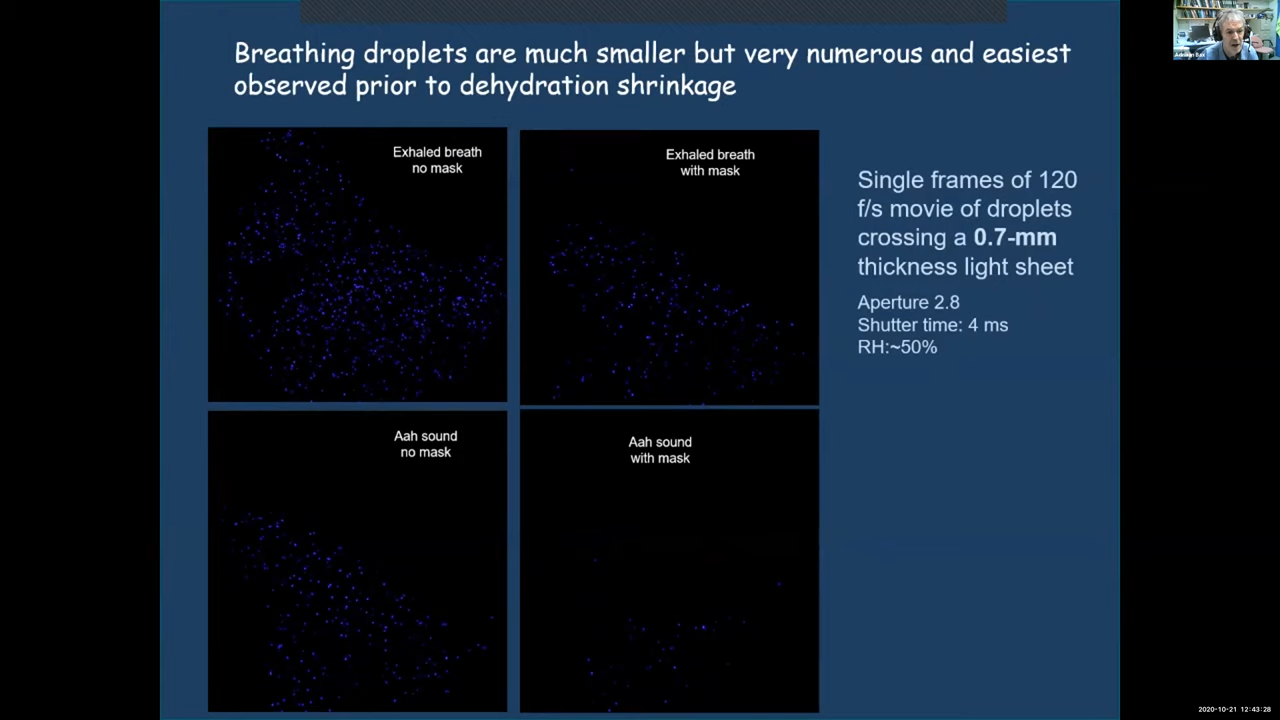 Breathing droplets are much smaller but very numerous and easiest
observed prior to dehydration shrinkage
Exhaled breath
no mask
Exhaled breath
with mask
Aah sound
no mask
Aah sound
with mask
Single frames of 120
f/s movie of droplets
crossing a 0.7-mm
thickness light sheet
Aperture 2.8
Shutter time: 4 ms
RH:~50%
2020-10-21 12:43:28